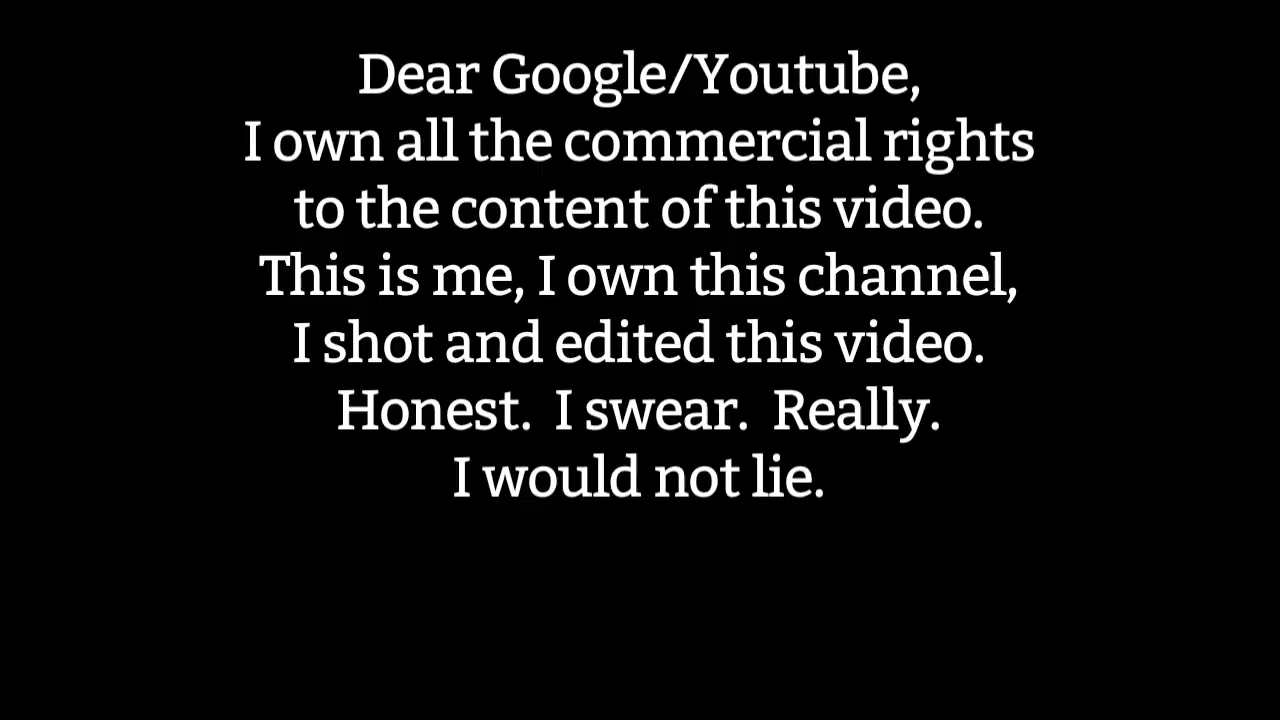 Dear Google/Youtube,
I own all the commercial rights
to the content of this video.
This is me, I own this channel,
I shot and edited this video.
Honest.  I swear.  Really.
I would not lie.